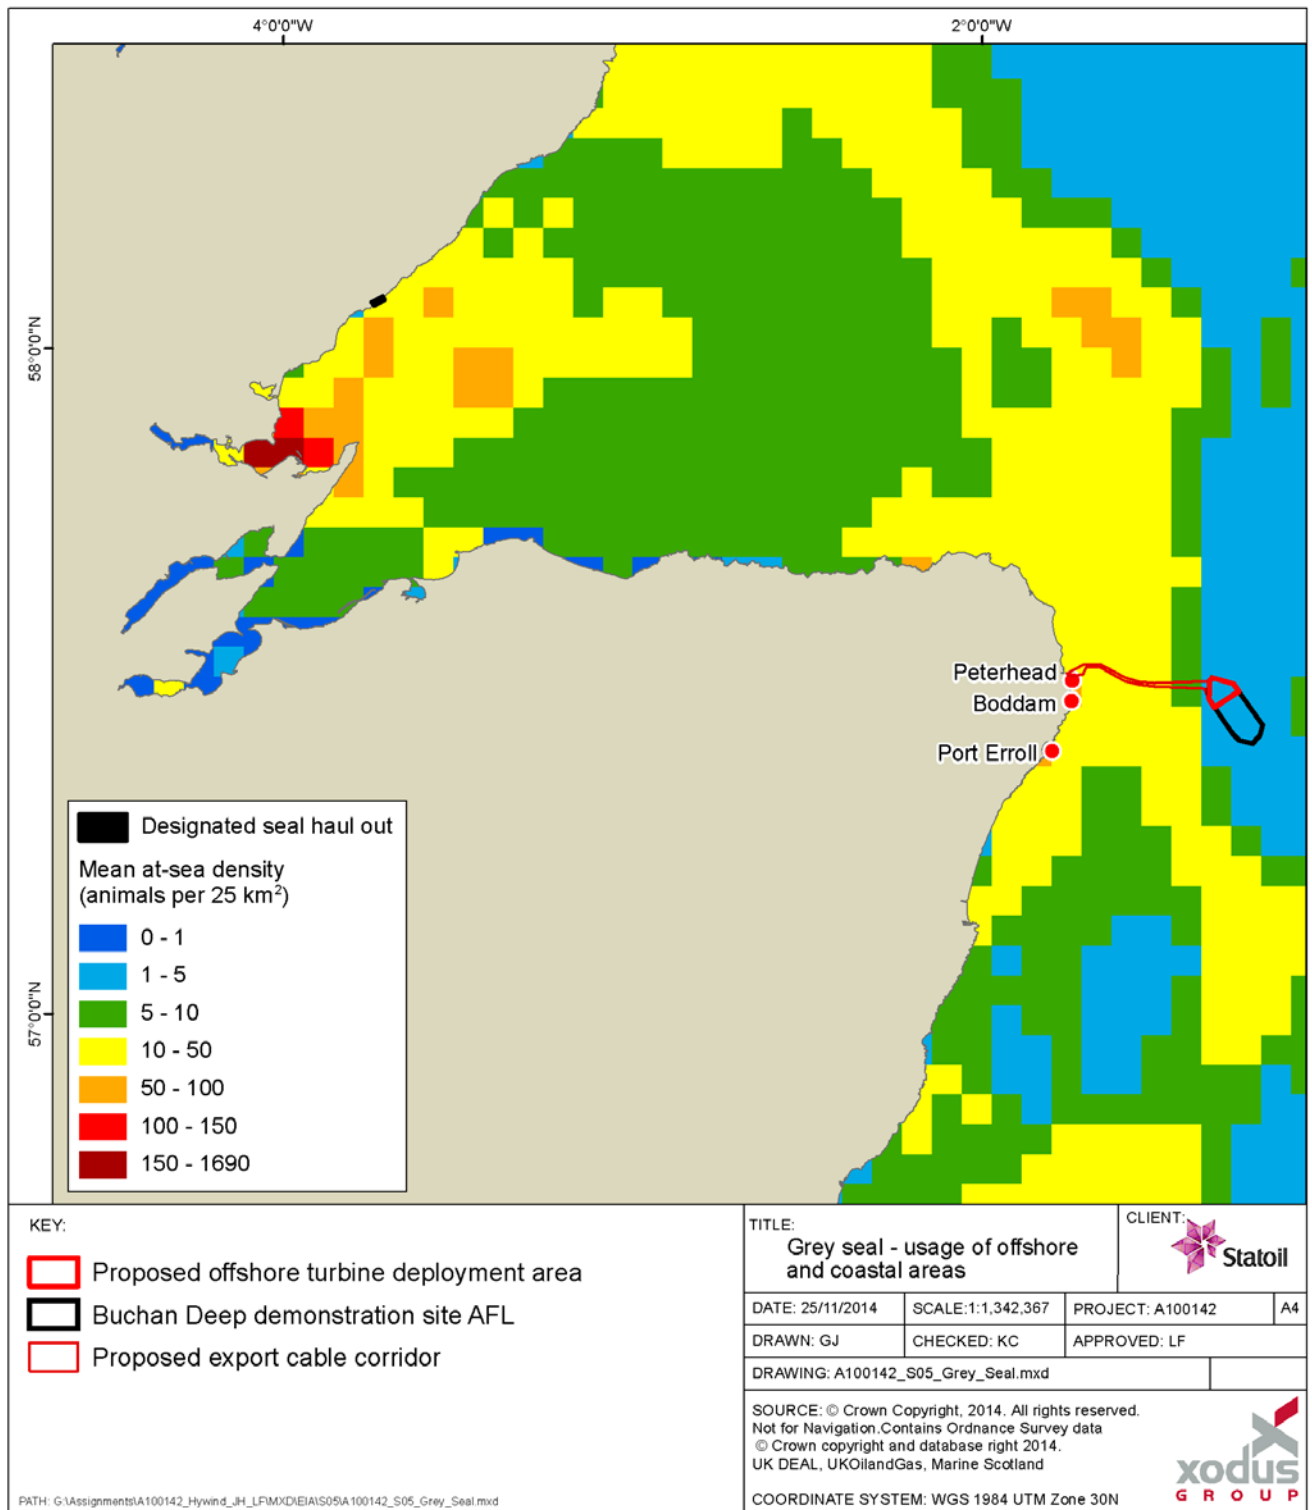 4°0'0"W
2°0'0"W
58°0'0"N
57°0'0"N
Peterhead
Boddam
Port Erroll
Designated seal haul out
Mean at-sea density
(animals per 25 km²)
0 - 1
1 - 5
5 - 10
10 - 50
50 - 100
100 - 150
150 - 1690
KEY:
Proposed offshore turbine deployment area
Buchan Deep demonstration site AFL
Proposed export cable corridor
PATH: G:\Assignments\A100142_Hywind_JH_LF\MXD\EIA\S05\A100142_S05_Grey_Seal.mxd
TITLE:
Grey seal - usage of offshore
and coastal areas
CLIENT:
Statoil
DATE: 25/11/2014
SCALE:1:1,342,367
PROJECT: A100142
A4
DRAWN: GJ
CHECKED: KC
APPROVED: LF
DRAWING: A100142_S05_Grey_Seal.mxd
SOURCE: © Crown Copyright, 2014. All rights reserved.
Not for Navigation.Contains Ordnance Survey data
© Crown copyright and database right 2014.
UK DEAL, UKOilandGas, Marine Scotland
COORDINATE SYSTEM: WGS 1984 UTM Zone 30N
xodus
GROUP